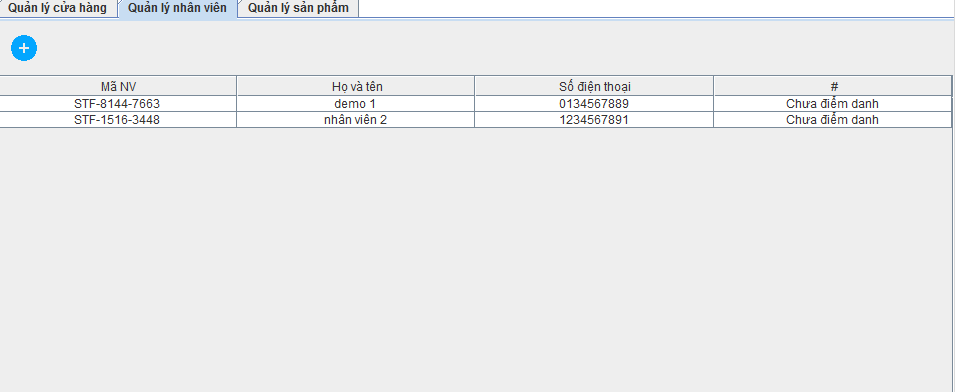 Quản lý cửa hàng Quản lý nhân viên Quản lý sản phẩm
+
Mã NV Họ và tên Số điện thoại #
STF-8144-7663 demo 1 0134567889 Chưa điểm danh
STF-1516-3448 nhân viên 2 1234567891 Chưa điểm danh